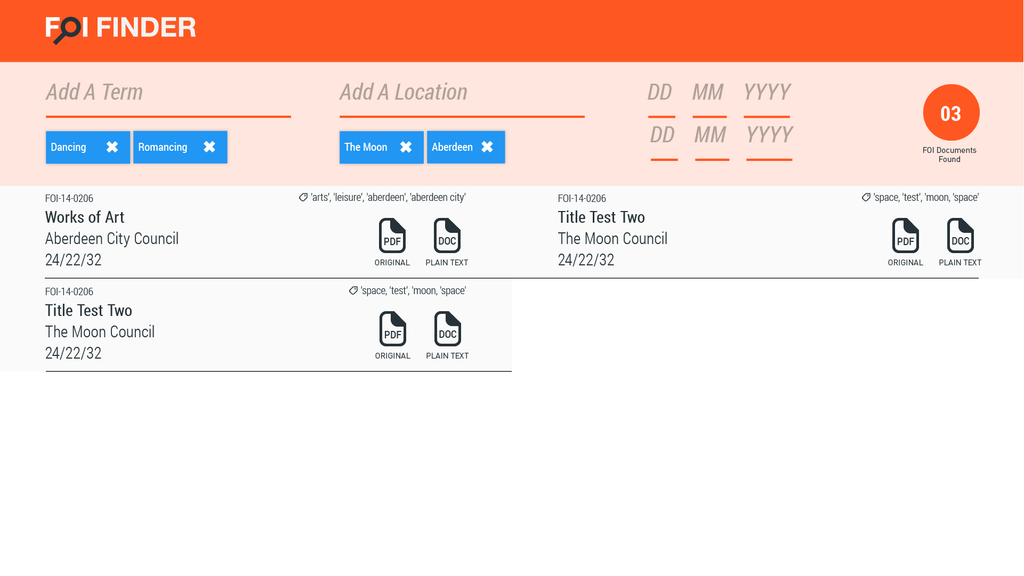 FOI FINDER
Add A Term
Add A Location
DD MM YYYY
DD MM YYYY
Dancing
Romancing
The Moon
Aberdeen
03
FOI Documents
Found
FOI-14-0206
'arts', 'leisure', 'aberdeen', 'aberdeen city'
Works of Art
Aberdeen City Council
24/22/32
PDF
ORIGINAL
DOC
PLAIN TEXT
FOI-14-0206
'space, 'test', 'moon, 'space'
Title Test Two
The Moon Council
24/22/32
PDF
ORIGINAL
DOC
PLAIN TEXT
FOI-14-0206
'space, 'test', 'moon, 'space'
Title Test Two
The Moon Council
24/22/32
PDF
ORIGINAL
DOC
PLAIN TEXT